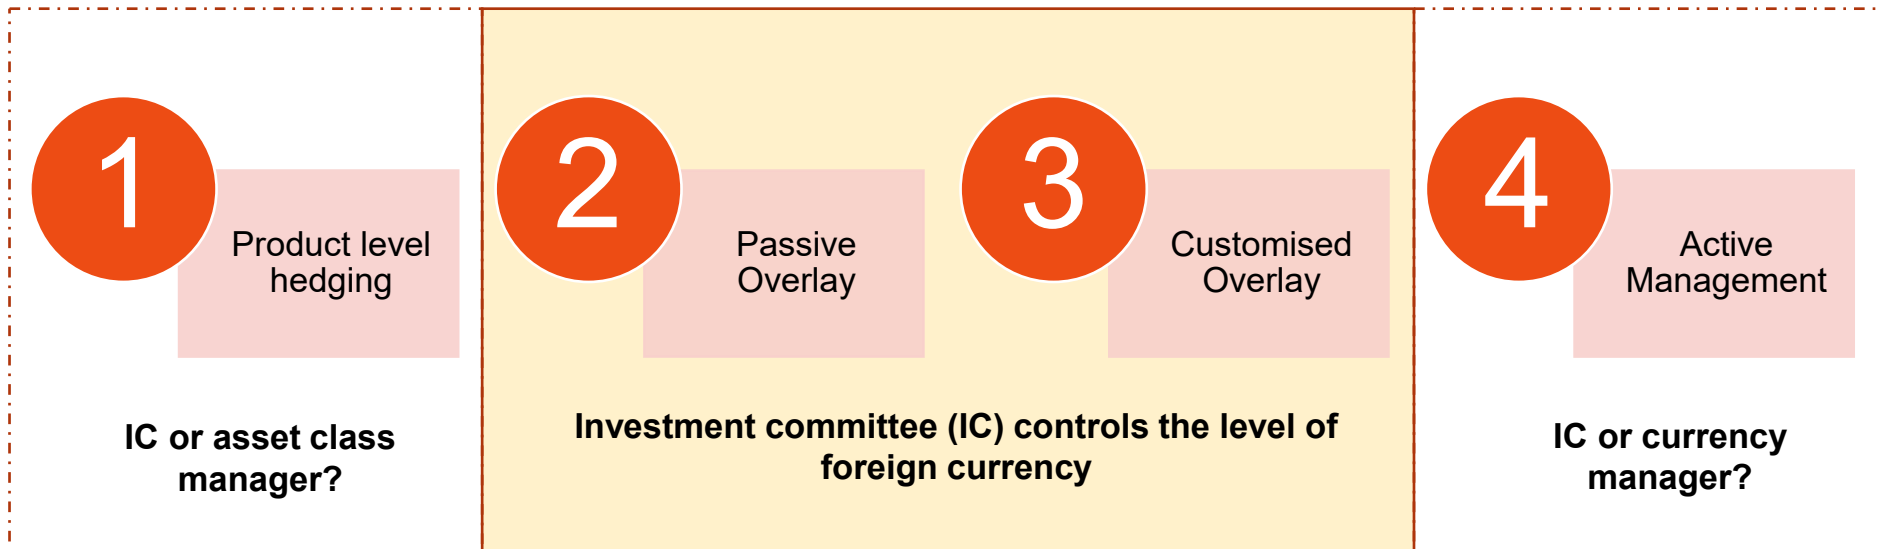 1
Product level
hedging
IC or asset class
manager?
2
Passive
Overlay
3
Customised
Overlay
Investment committee (IC) controls the level of
foreign currency
4
Active
Management
IC or currency
manager?